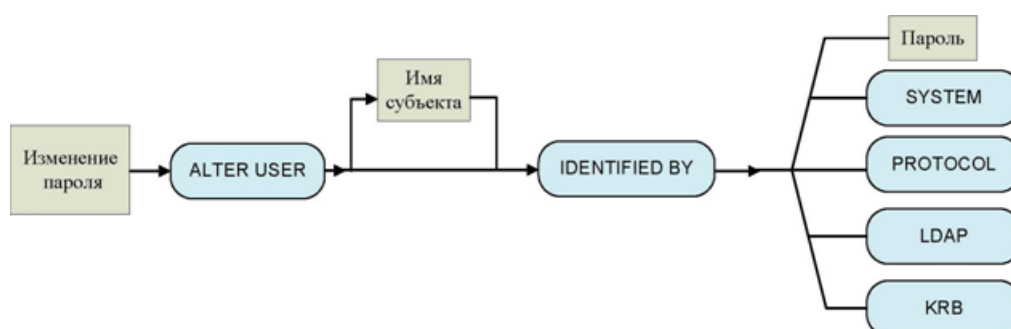 Изменение
пароля
ALTER USER
Имя
субъекта
IDENTIFIED BY
Пароль
SYSTEM
PROTOCOL
LDAP
KRB